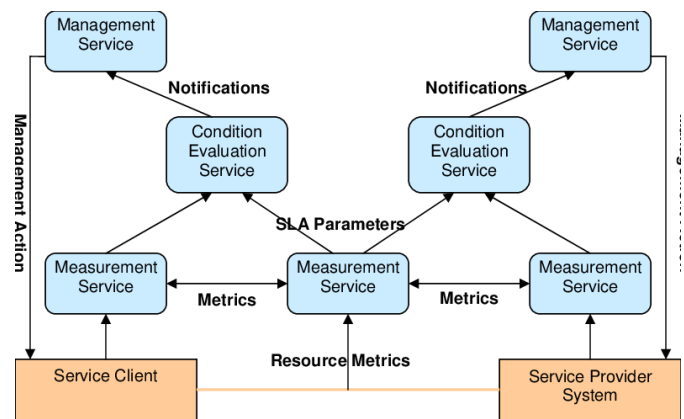 Management
Service
Management
Service
Notifications
Notifications
Management Action
Condition
Evaluation
Service
Condition
Evaluation
Service
SLA Parameters
Measurement
Service
Measurement
Service
Measurement
Service
Metrics
Metrics
Resource Metrics
Service Client
Service Provider
System